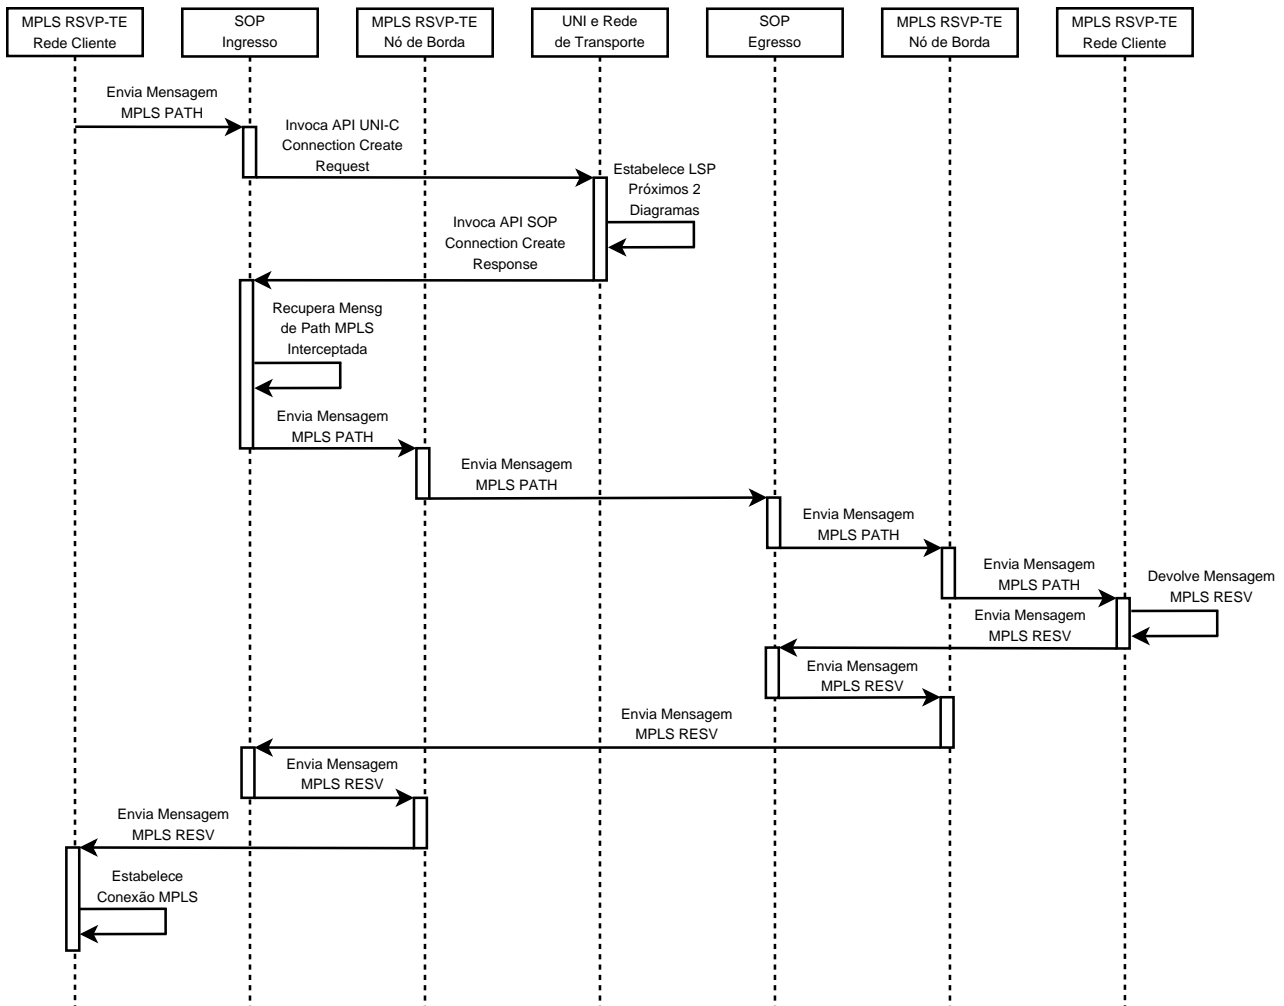 MPLS RSVP-TE
Rede Cliente
SOP
Ingresso
MPLS RSVP-TE
Nó de Borda
UNI e Rede
de Transporte
SOP
Egresso
MPLS RSVP-TE
Nó de Borda
MPLS RSVP-TE
Rede Cliente
Envia Mensagem
MPLS PATH
Invoca API UNI-C
Connection Create
Request
Estabelece LSP
Próximos 2
Diagramas
Invoca API SOP
Connection Create
Response
Recupera Mensg
de Path MPLS
Interceptada
Envia Mensagem
MPLS PATH
Envia Mensagem
MPLS PATH
Envia Mensagem
MPLS PATH
Envia Mensagem
MPLS PATH
Devolve Mensagem
MPLS RESV
Envia Mensagem
MPLS RESV
Envia Mensagem
MPLS RESV
Envia Mensagem
MPLS RESV
Envia Mensagem
MPLS RESV
Envia Mensagem
MPLS RESV
Estabelece
Conexão MPLS